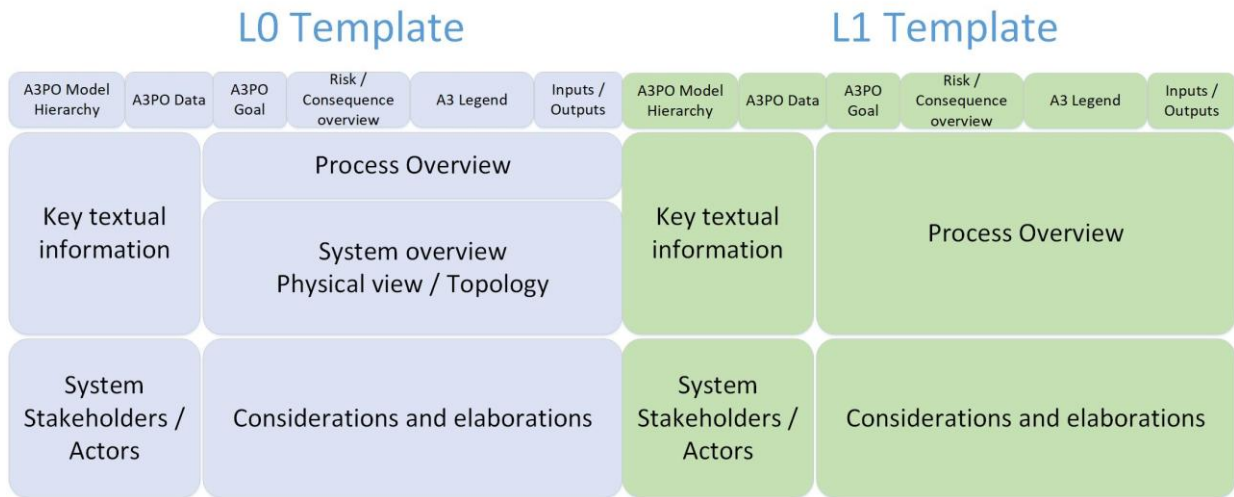 L0 Template
A3PO Model
Hierarchy
A3PO Data
A3PO
Goal
Risk /
Consequence
overview
A3 Legend
Inputs /
Outputs
Key textual
information
Process Overview
System overview
Physical view / Topology
System
Stakeholders /
Actors
Considerations and elaborations
L1 Template
A3PO Model
Hierarchy
A3PO Data
A3PO
Goal
Risk /
Consequence
overview
A3 Legend
Inputs /
Outputs
Key textual
information
Process Overview
System
Stakeholders /
Actors
Considerations and elaborations